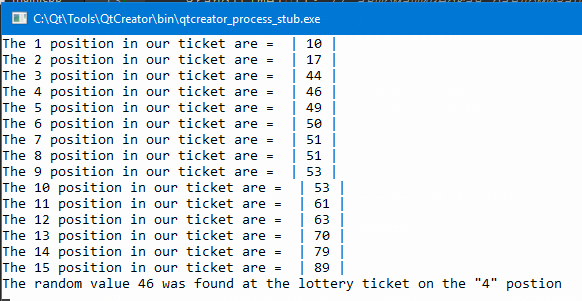 C:\Qt\Tools\QtCreator\bin\qtcreator_process_stub.exe
The 1 position in our ticket are =  | 10 |
The 2 position in our ticket are =  | 17 |
The 3 position in our ticket are =  | 44 |
The 4 position in our ticket are =  | 46 |
The 5 position in our ticket are =  | 49 |
The 6 position in our ticket are =  | 50 |
The 7 position in our ticket are =  | 51 |
The 8 position in our ticket are =  | 51 |
The 9 position in our ticket are =  | 53 |
The 10 position in our ticket are =  | 53 |
The 11 position in our ticket are =  | 61 |
The 12 position in our ticket are =  | 63 |
The 13 position in our ticket are =  | 70 |
The 14 position in our ticket are =  | 79 |
The 15 position in our ticket are =  | 89 |
The random value 46 was found at the lottery ticket on the "4" postion